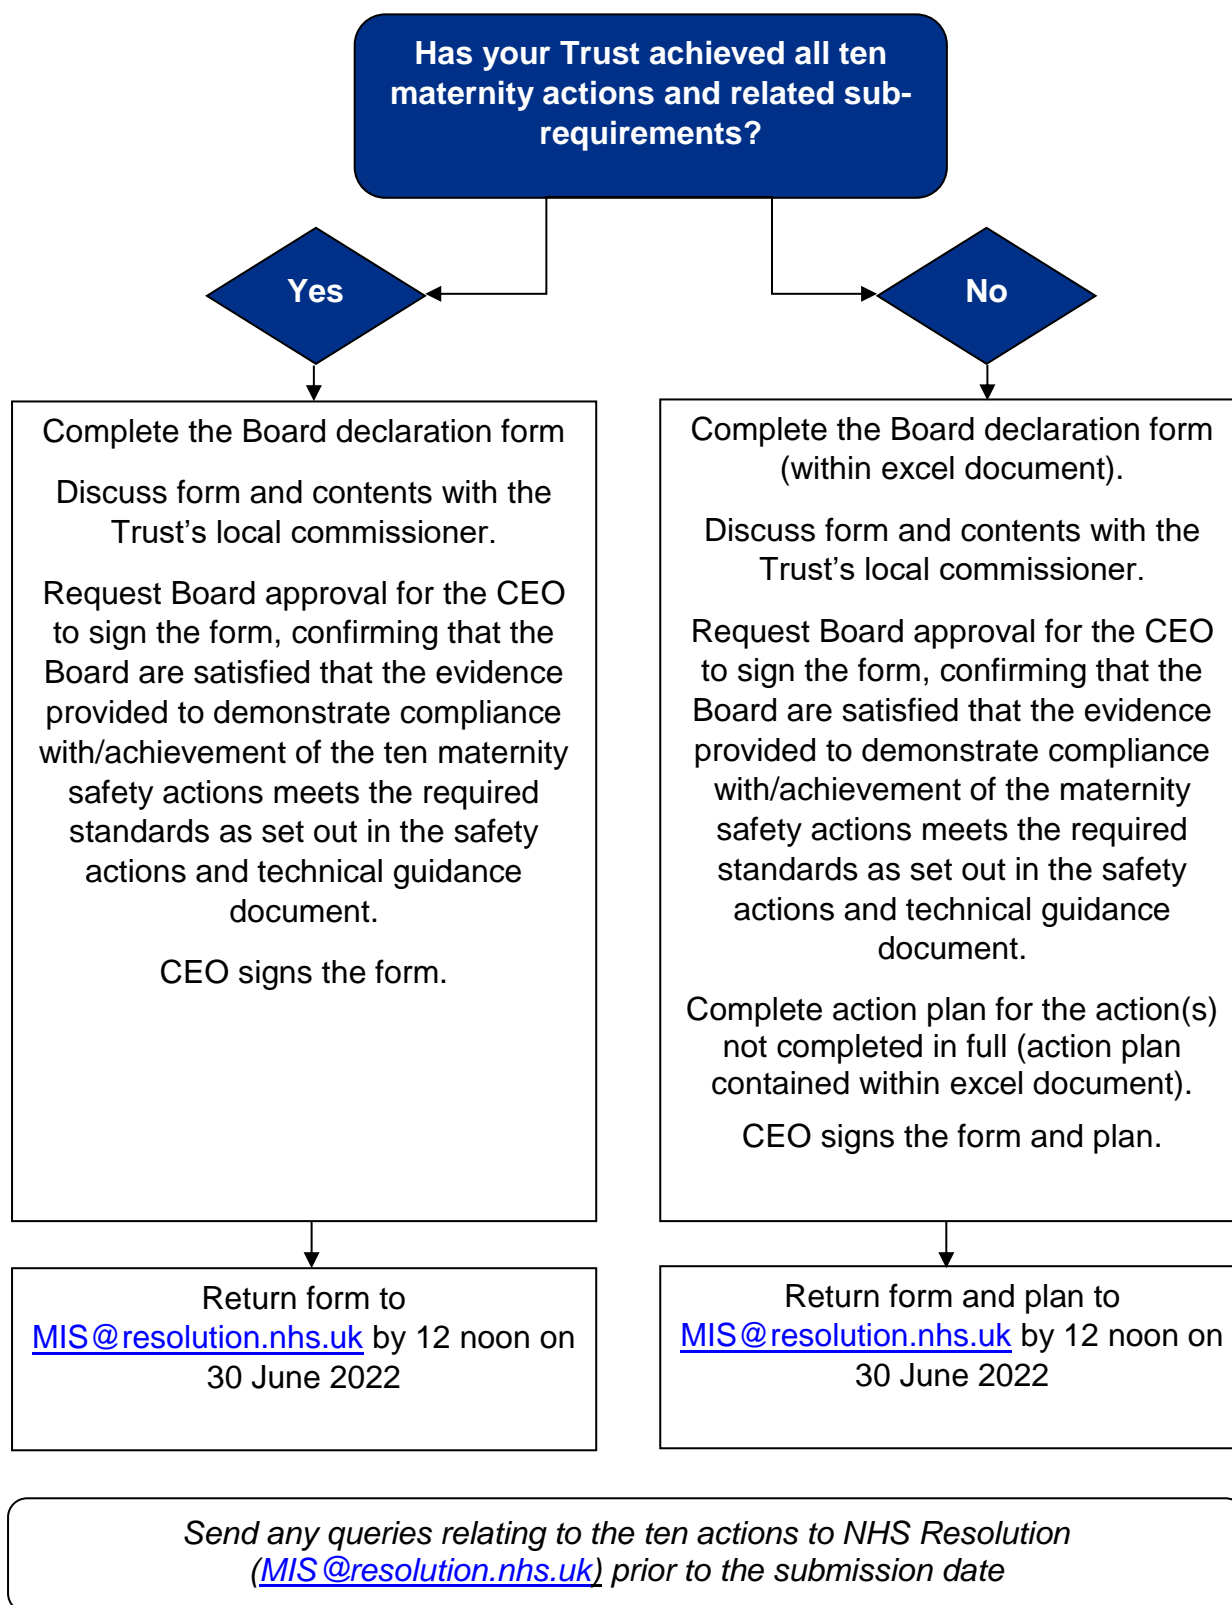 Has your Trust achieved all ten
maternity actions and related sub-
requirements?
Yes
No
Complete the Board declaration form
Discuss form and contents with the
Trust’s local commissioner.
Request Board approval for the CEO
to sign the form, confirming that the
Board are satisfied that the evidence
provided to demonstrate compliance
with/achievement of the ten maternity
safety actions meets the required
standards as set out in the safety
actions and technical guidance
document.
CEO signs the form.
Complete the Board declaration form
(within excel document).
Discuss form and contents with the
Trust’s local commissioner.
Request Board approval for the CEO
to sign the form, confirming that the
Board are satisfied that the evidence
provided to demonstrate compliance
with/achievement of the maternity
safety actions meets the required
standards as set out in the safety
actions and technical guidance
document.
Complete action plan for the action(s)
not completed in full (action plan
contained within excel document).
CEO signs the form and plan.
Return form to
MIS@resolution.nhs.uk by 12 noon on
30 June 2022
Return form and plan to
MIS@resolution.nhs.uk by 12 noon on
30 June 2022
Send any queries relating to the ten actions to NHS Resolution
(MIS@resolution.nhs.uk) prior to the submission date